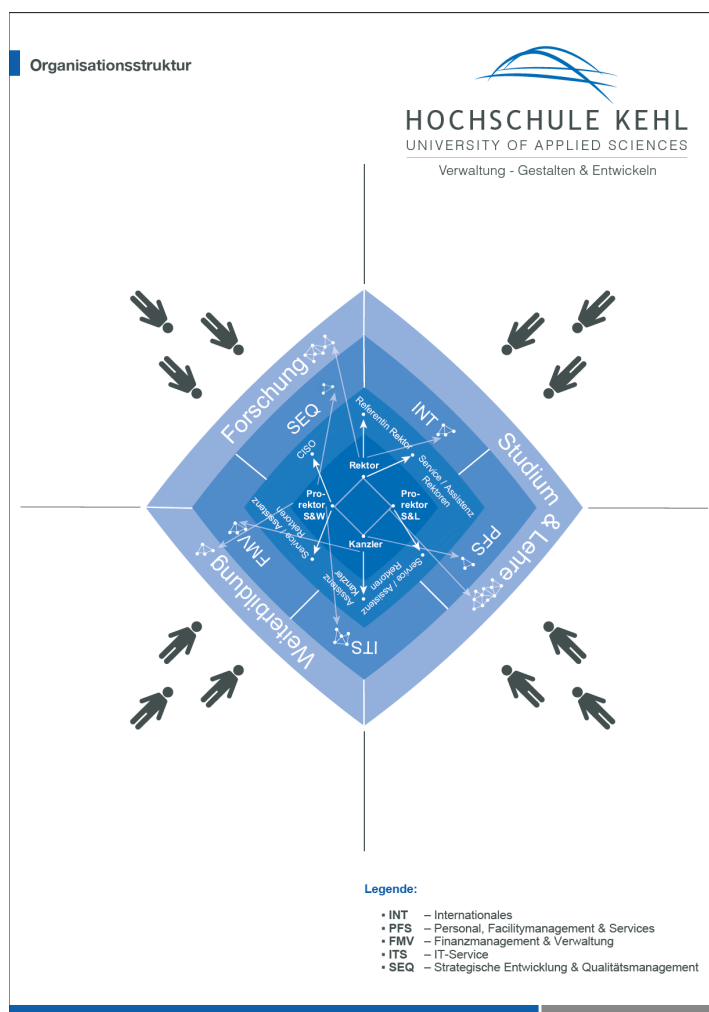 Organisationsstruktur
HOCHSCHULE KEHL
UNIVERSITY OF APPLIED SCIENCES
Verwaltung - Gestalten & Entwickeln
Forschung
Studium & Lehre
Weiterbildung
SEQ
INT
PFS
FMV
ITS
CISO
Referentin Rektor
Service / Assistenz
Rektoren
Rektor
Pro-
rektor
S&W
Pro-
rektor
S&L
Kanzler
Service / Assistenz
Rektoren
Assistenz
Kanzler
Service / Assistenz
Rektoren
Legende:
▪ INT – Internationales
▪ PFS – Personal, Facilitymanagement & Services
▪ FMV – Finanzmanagement & Verwaltung
▪ ITS – IT-Service
▪ SEQ – Strategische Entwicklung & Qualitätsmanagement